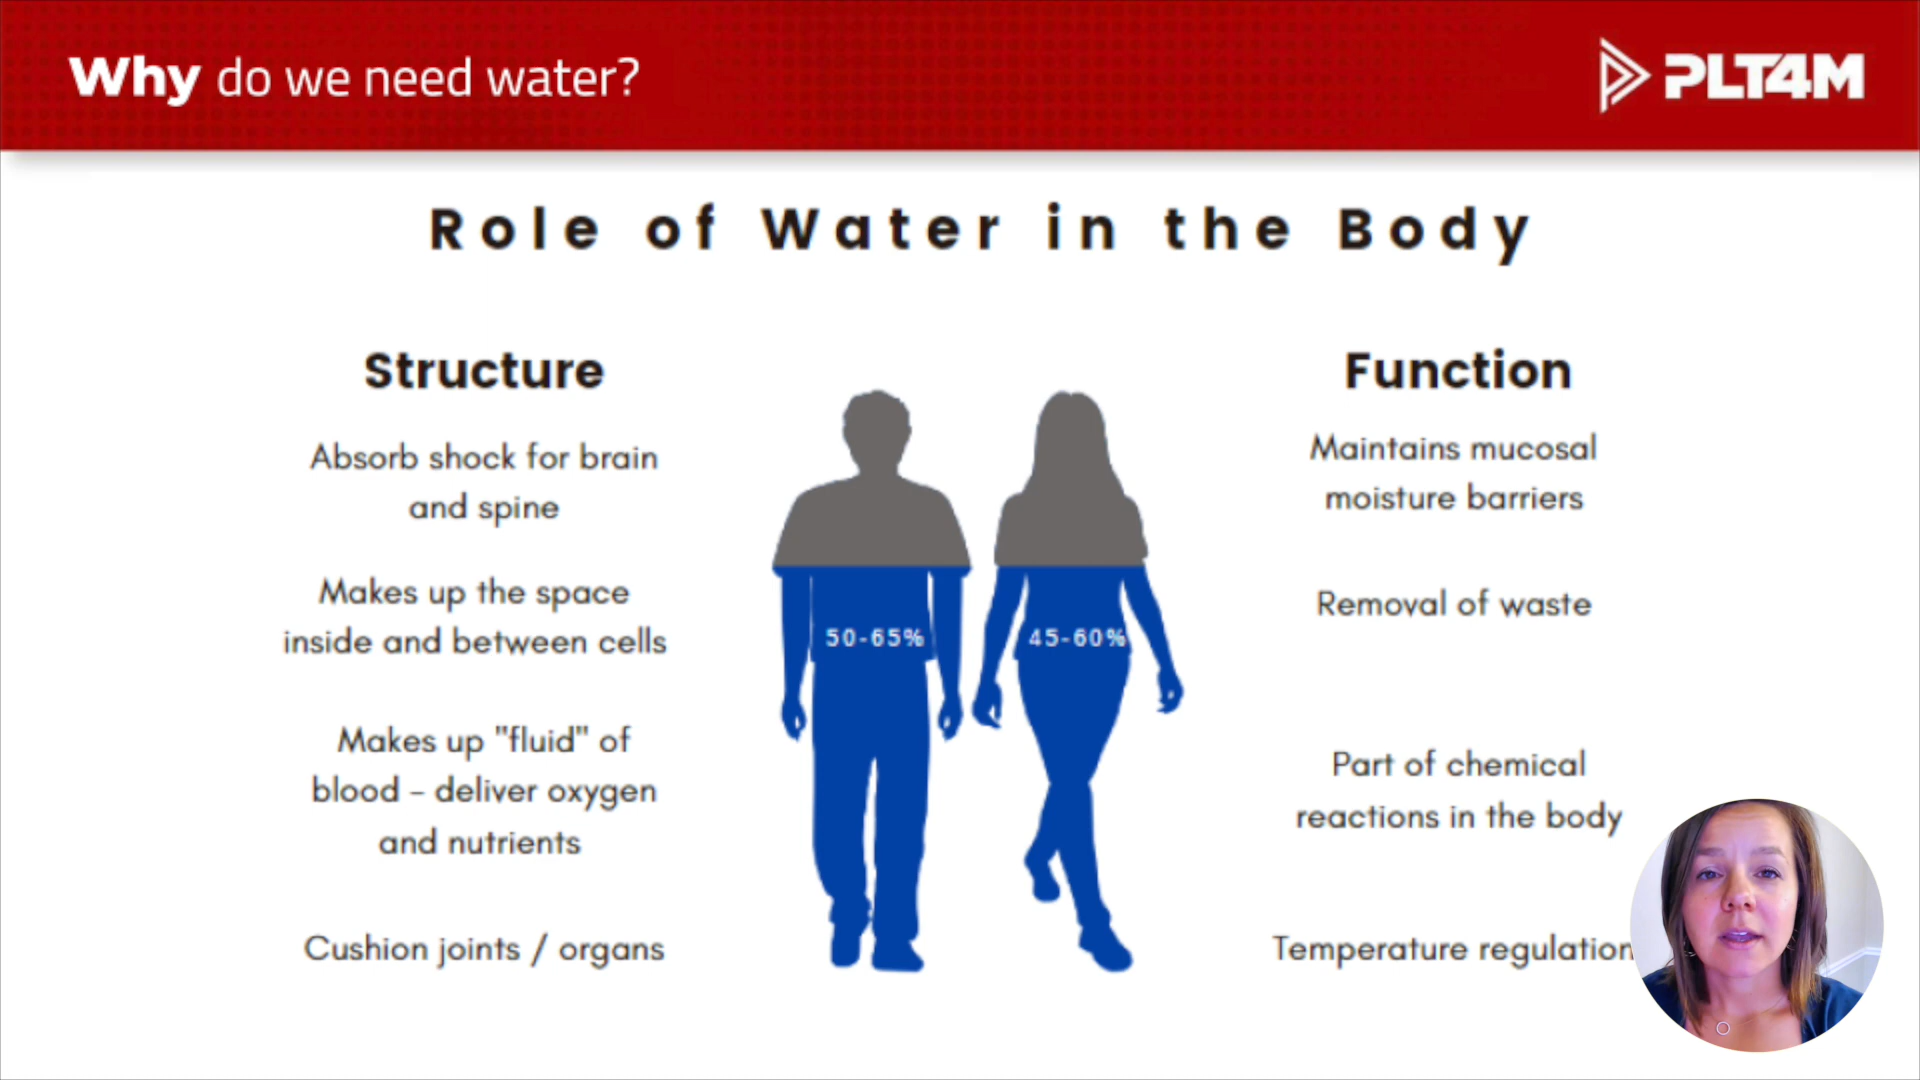 Why do we need water?
PLT4M
Role of Water in the Body
Structure
Absorb shock for brain
and spine
Makes up the space
inside and between cells
Makes up "fluid" of
blood – deliver oxygen
and nutrients
Cushion joints / organs
50-65%
45-60%
Function
Maintains mucosal
moisture barriers
Removal of waste
Part of chemical
reactions in the body
Temperature regulation